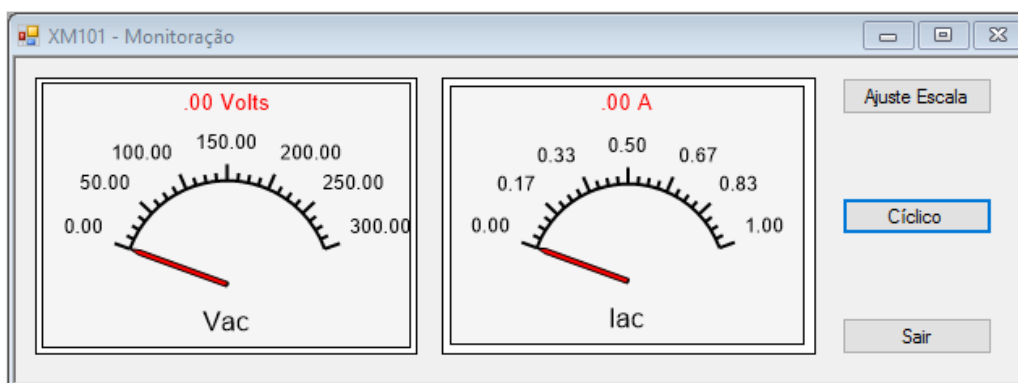 XM101 - Monitoração
.00 Volts
150.00
100.00 200.00
50.00 250.00
0.00 300.00
Vac
.00 A
0.50
0.33 0.67
0.17 0.83
0.00 1.00
Iac
Ajuste Escala
Cíclico
Sair